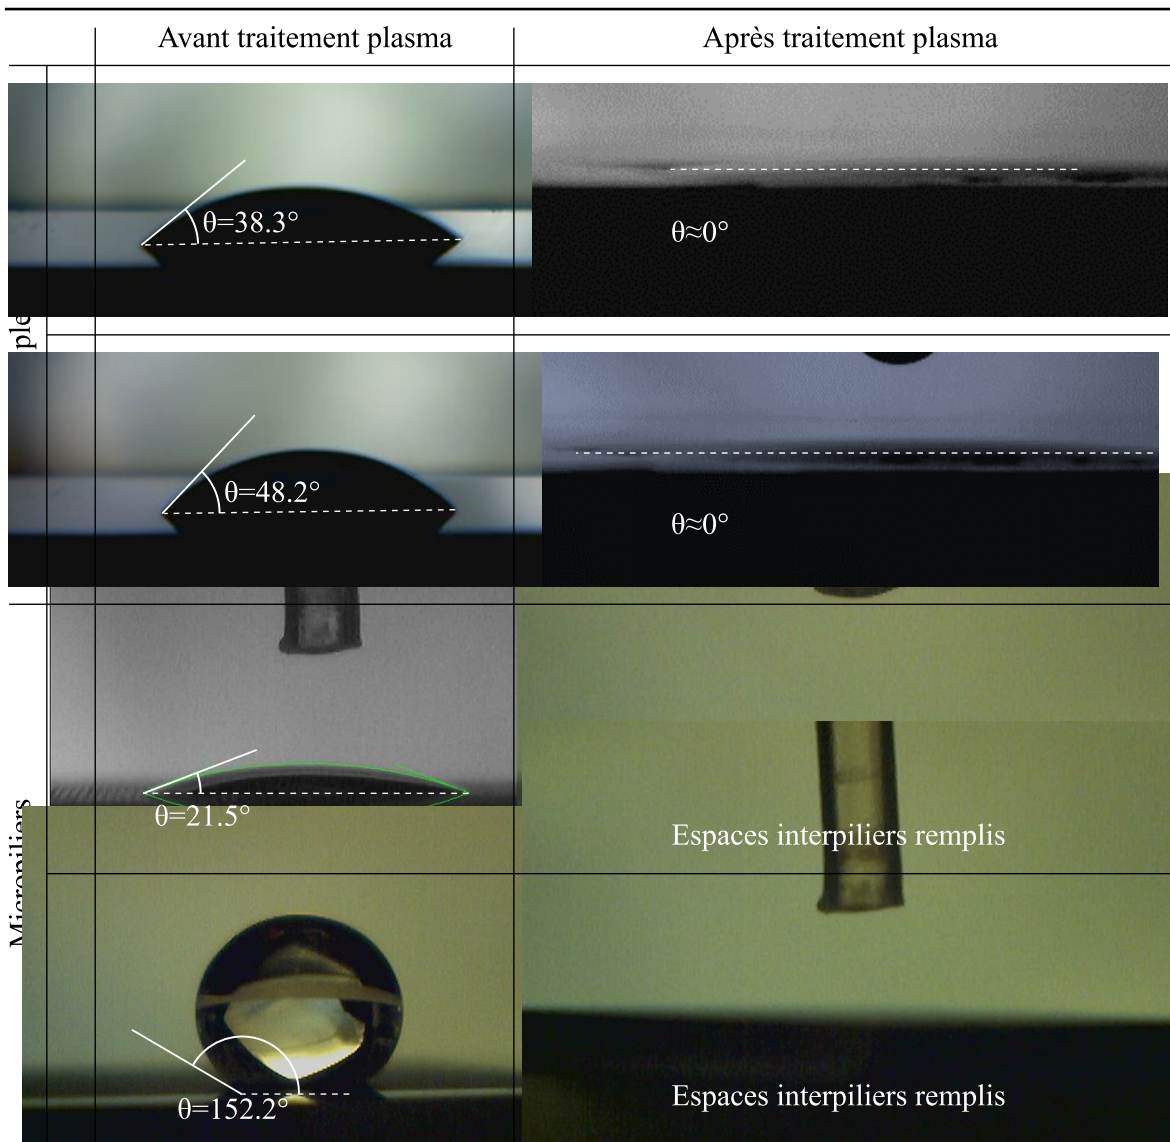 Avant traitement plasma
Après traitement plasma
θ=38.3°
θ≈0°
θ=48.2°
θ≈0°
θ=21.5°
Espaces interpiliers remplis
Micropiliers
θ=152.2°
Espaces interpiliers remplis